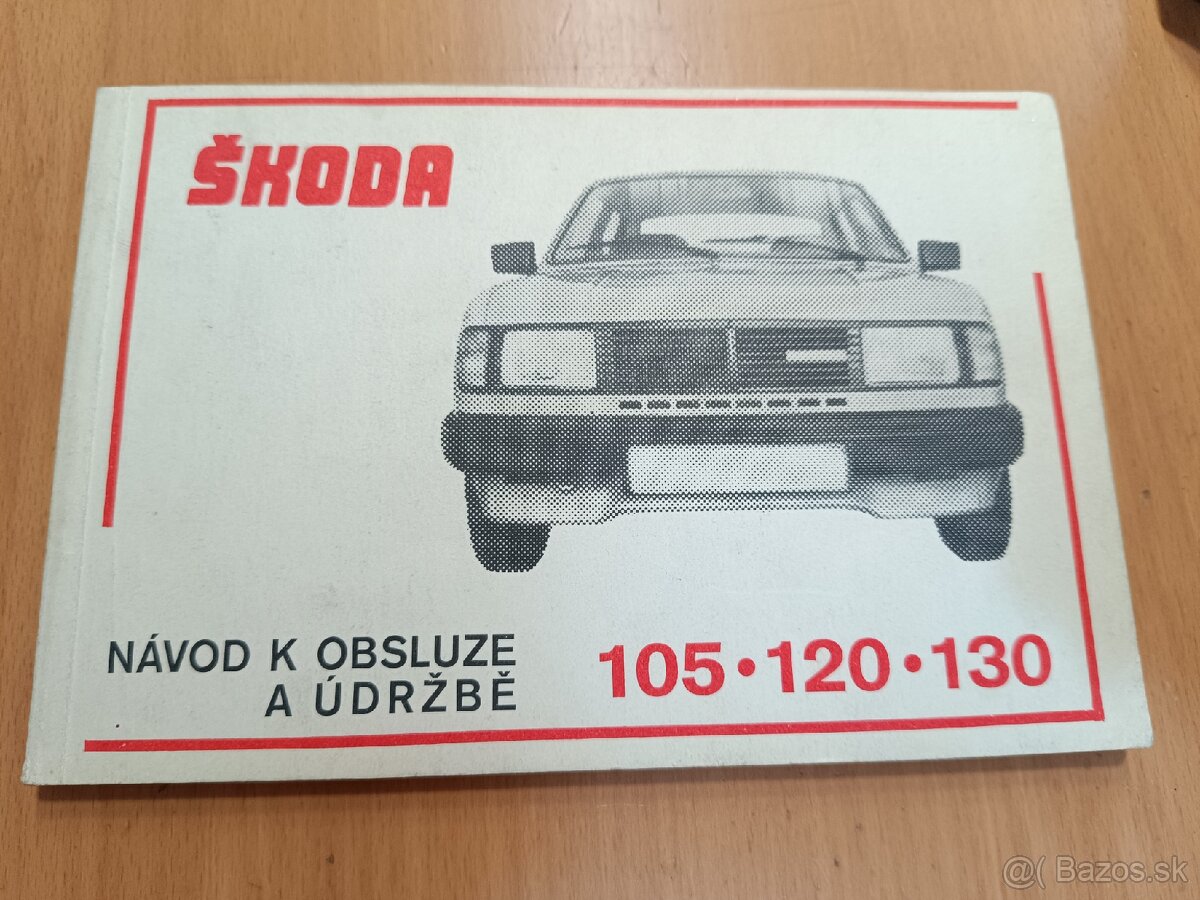 ŠKODA
NÁVOD K OBSLUZE
A ÚDRŽBĚ
105 • 120 • 130
@( Bazos.sk